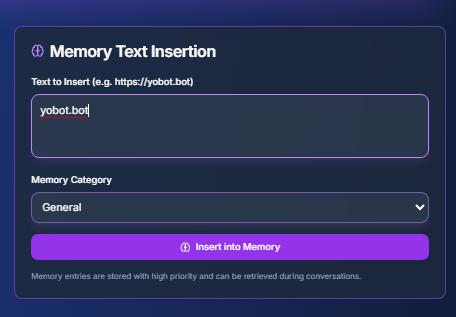 Memory Text Insertion
Text to Insert (e.g. https://yobot.bot)
yobot.bot
Memory Category
General
Insert into Memory
Memory entries are stored with high priority and can be retrieved during conversations.